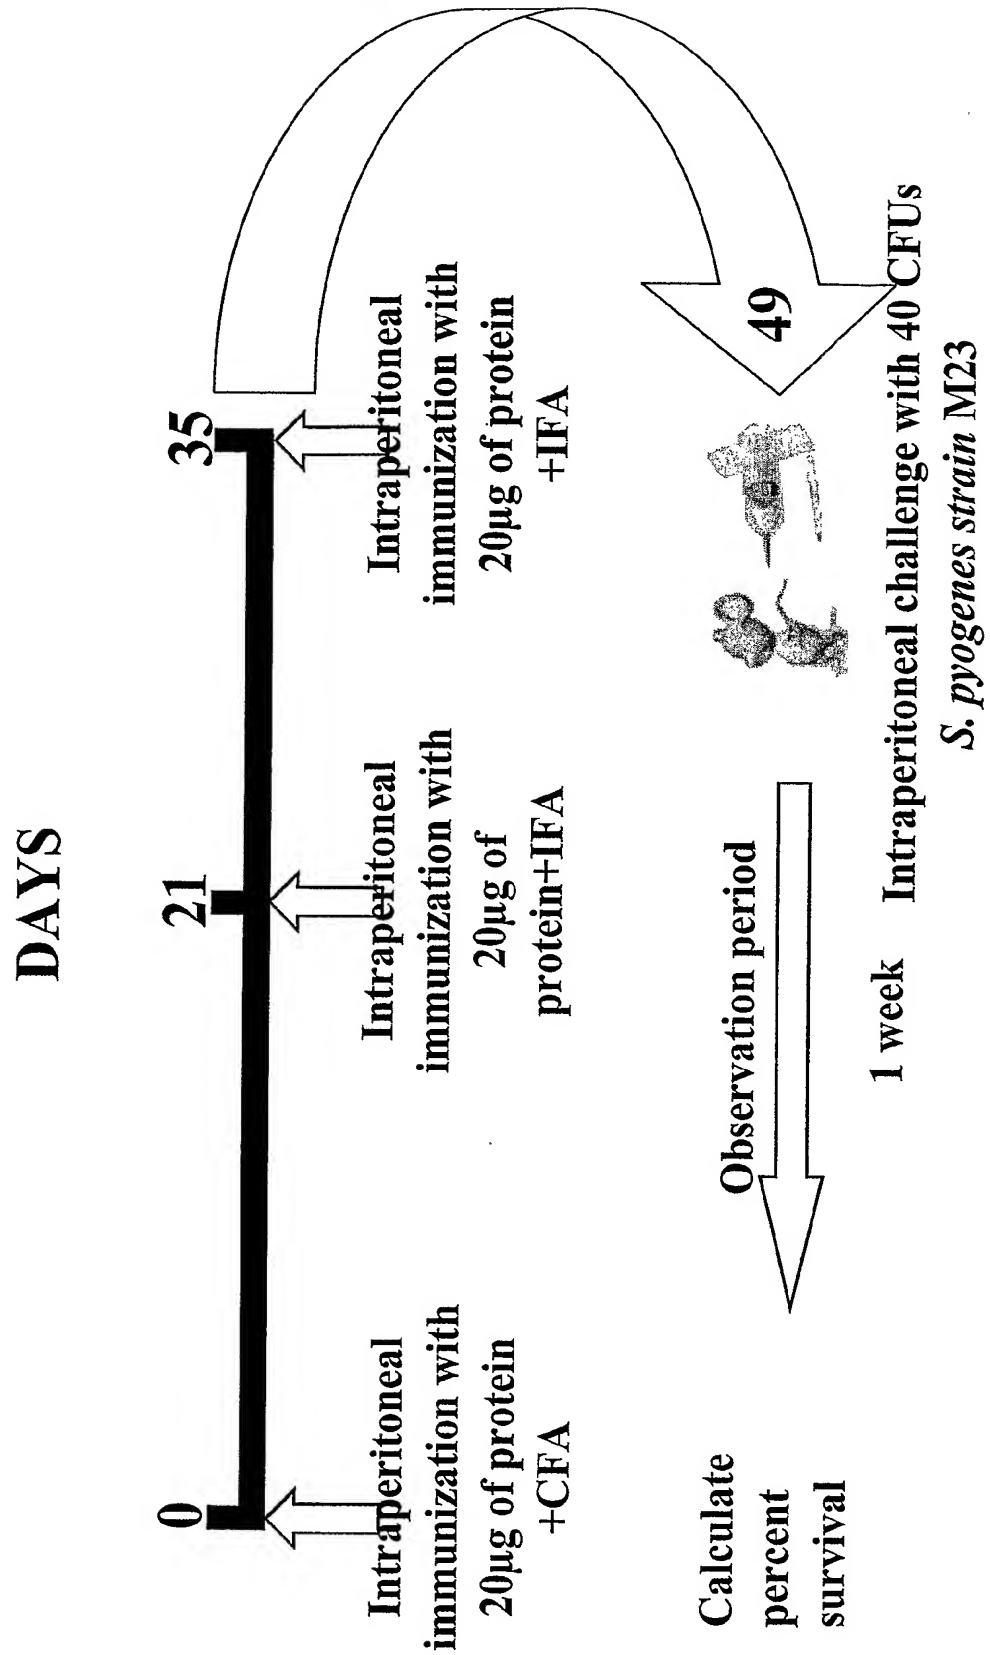 DAYS
0
21
35
Intraperitoneal
immunization with
20µg of protein
+CFA
Intraperitoneal
immunization with
20µg of
protein+IFA
Intraperitoneal
immunization with
20µg of protein
+IFA
49
Intraperitoneal challenge with 40 CFUs
S. pyogenes strain M23
Observation period
1 week
Calculate
percent
survival